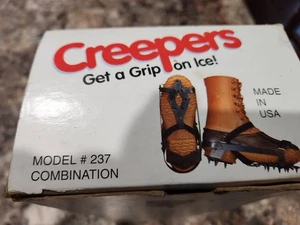 Creepers
Get a Grip on Ice!
MADE
IN
USA
MODEL # 237
COMBINATION